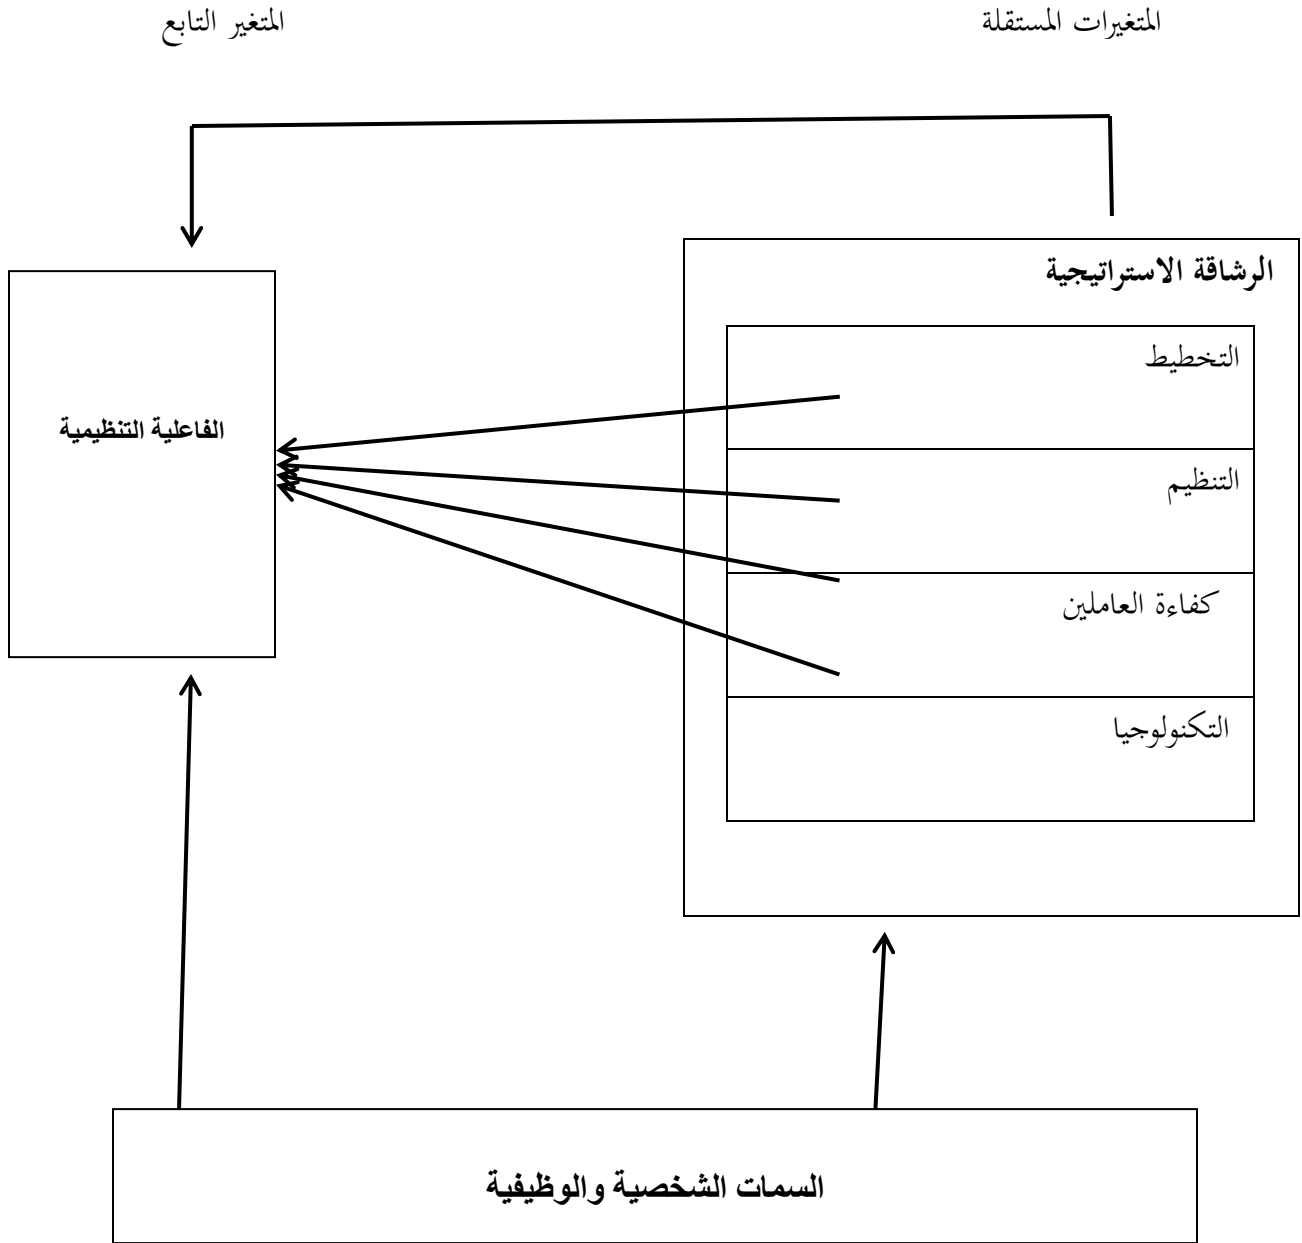 المتغيرات المستقلة
المتغير التابع
الرشاقة الاستراتيجية
التخطيط
التنظيم
كفاءة العاملين
التكنولوجيا
الفاعلية التنظيمية
السمات الشخصية والوظيفية